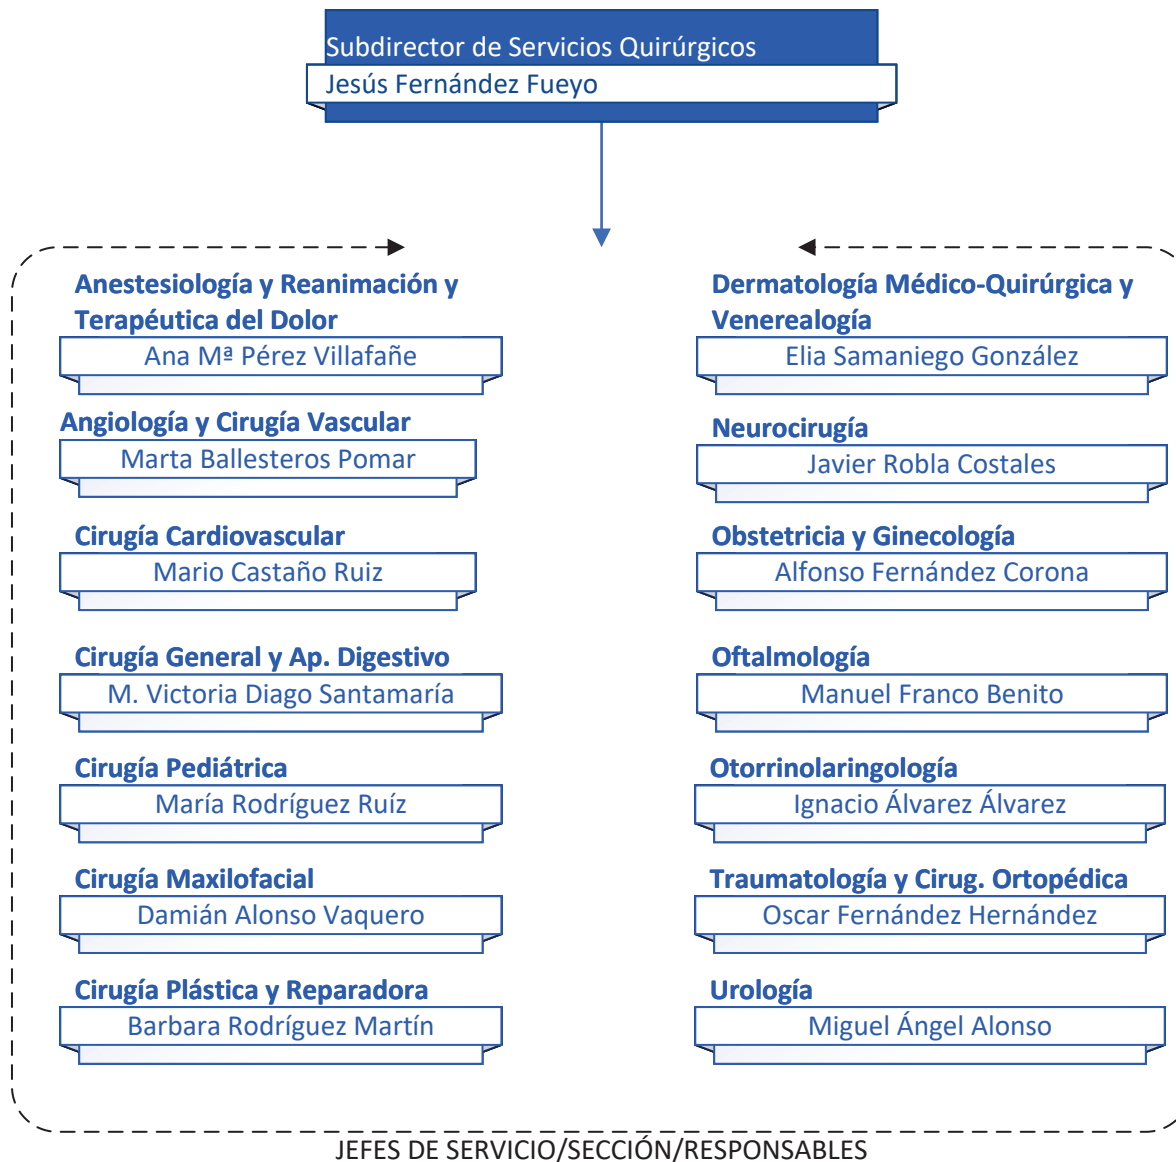 Subdirector de Servicios Quirúrgicos
Jesús Fernández Fueyo
Anestesiología y Reanimación y
Terapéutica del Dolor
Ana Mª Pérez Villafañe
Angiología y Cirugía Vascular
Marta Ballesteros Pomar
Cirugía Cardiovascular
Mario Castaño Ruiz
Cirugía General y Ap. Digestivo
M. Victoria Diago Santamaría
Cirugía Pediátrica
María Rodríguez Ruíz
Cirugía Maxilofacial
Damián Alonso Vaquero
Cirugía Plástica y Reparadora
Barbara Rodríguez Martín
Dermatología Médico-Quirúrgica y
Venerealogía
Elia Samaniego González
Neurocirugía
Javier Robla Costales
Obstetricia y Ginecología
Alfonso Fernández Corona
Oftalmología
Manuel Franco Benito
Otorrinolaringología
Ignacio Álvarez Álvarez
Traumatología y Cirug. Ortopédica
Oscar Fernández Hernández
Urología
Miguel Ángel Alonso
JEFES DE SERVICIO/SECCIÓN/RESPONSABLES